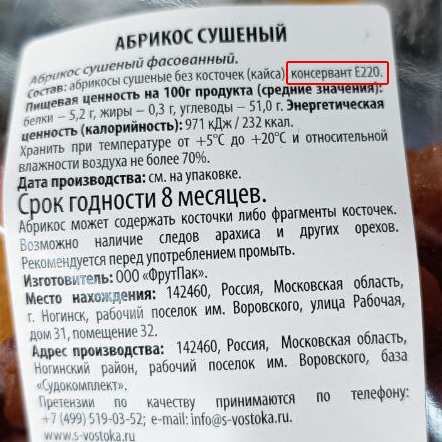 АБРИКОС СУШЕНЫЙ
Абрикос сушеный фасованный.
Состав: абрикосы сушеные без косточек (кайса), консервант Е220.
Пищевая ценность на 100г продукта (средние значения):
белки – 5,2 г, жиры – 0,3 г, углеводы – 51,0 г. Энергетическая
ценность (калорийность): 971 кДж / 232 ккал.
Хранить при температуре от +5°С до +20°С и относительной
влажности воздуха не более 70%.
Дата производства: см. на упаковке.
Срок годности 8 месяцев.
Абрикос может содержать косточки либо фрагменты косточек.
Возможно наличие следов арахиса и других орехов.
Рекомендуется перед употреблением промыть.
Изготовитель: ООО «ФрутПак».
Место нахождения: 142460, Россия, Московская область,
г. Ногинск, рабочий поселок им. Воровского, улица Рабочая,
дом 31, помещение 32.
Адрес производства: 142460, Россия, Московская область,
Ногинский район, рабочий поселок им. Воровского, база
«Судокомплект».
Претензии по качеству принимаются по телефону:
+7 (499) 519-03-52; e-mail: info@s-vostoka.ru.
www.s-vostoka.ru